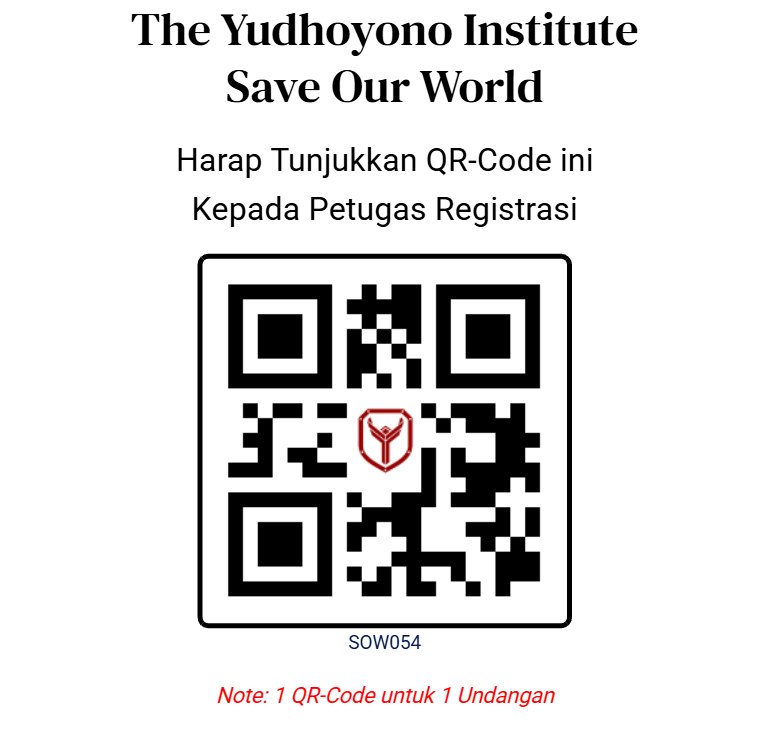 The Yudhoyono Institute
Save Our World
Harap Tunjukkan QR-Code ini
Kepada Petugas Registrasi
SOW054
Note: 1 QR-Code untuk 1 Undangan